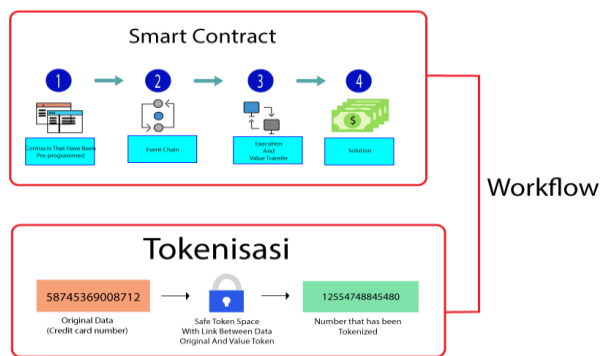 Smart Contract
1
2
3
4
Contracts That Have Been
Pre-programmed
Event Chain
Execution
And
Value Transfer
$
Solution
Workflow
Tokenisasi
58745369008712
12554748845480
Original Data
(Credit card number)
Safe Token Space
With Link Between Data
Original And Value Token
Number that has been
Tokenized